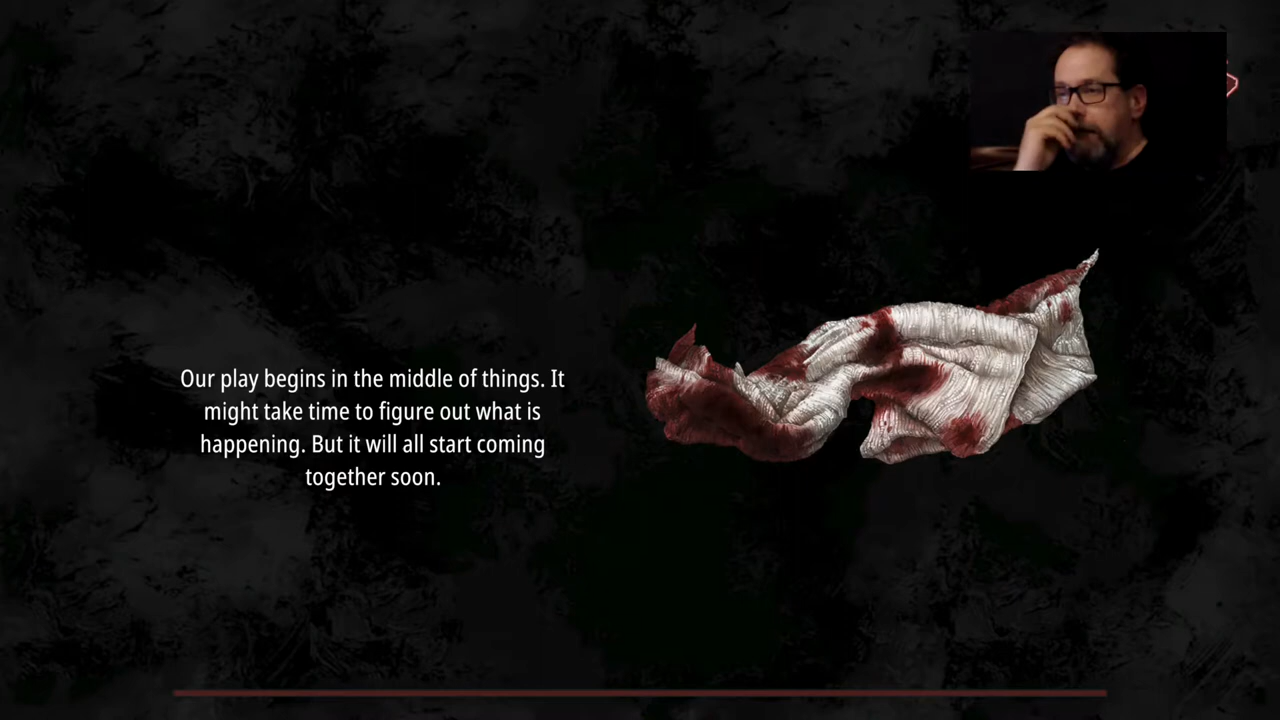 Our play begins in the middle of things. It
might take time to figure out what is
happening. But it will all start coming
together soon.